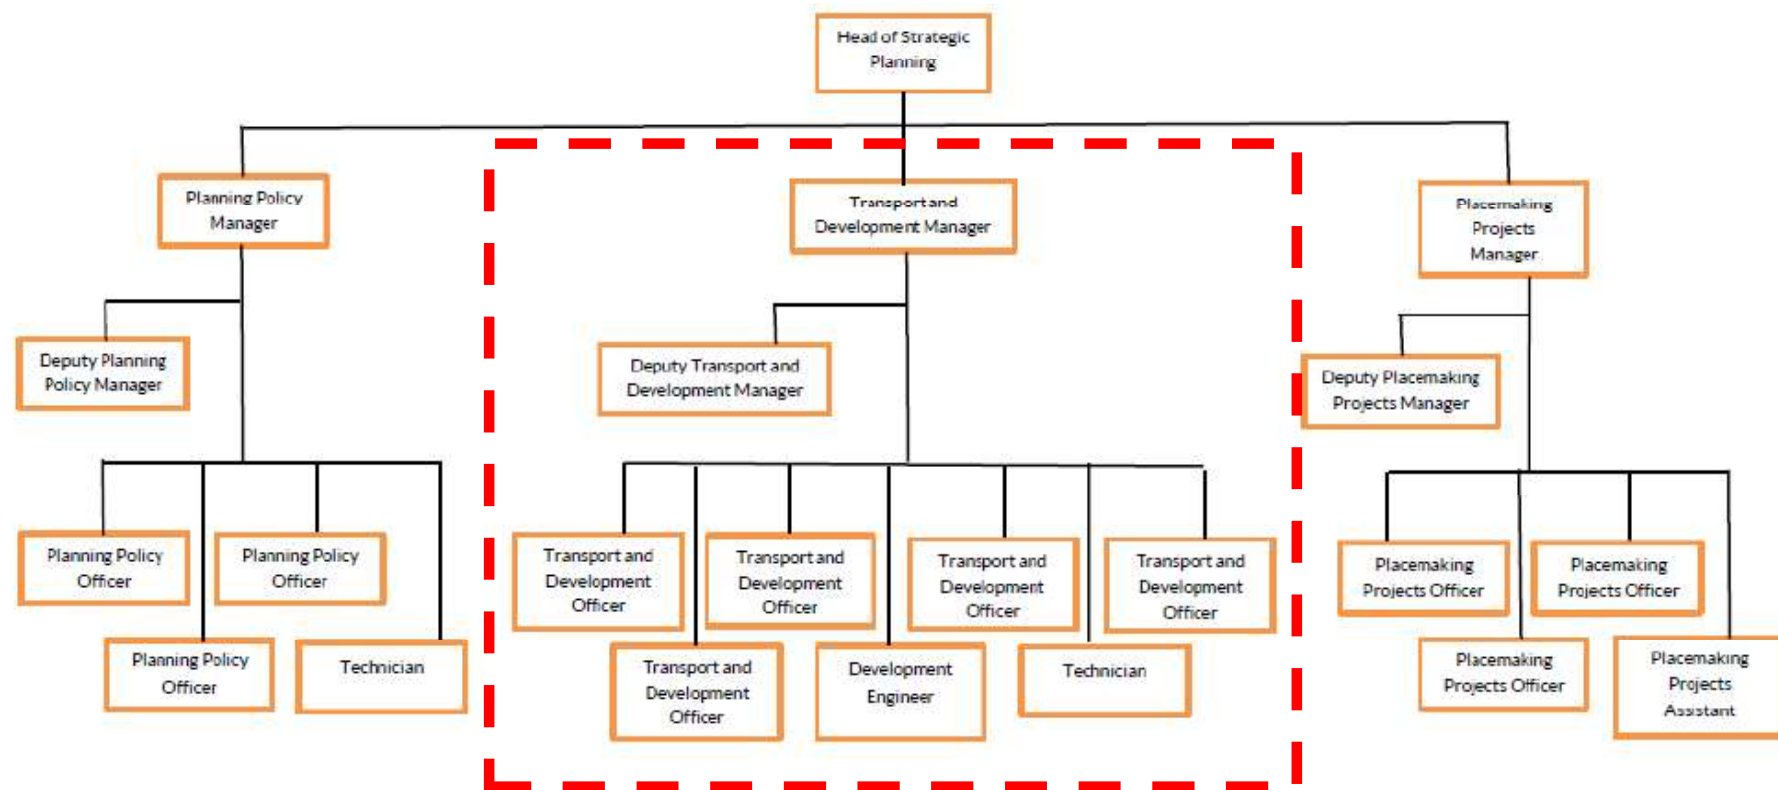 Head of Strategic
Planning
Planning Policy
Manager
Transport and
Development Manager
Placemaking
Projects
Manager
Deputy Planning
Policy Manager
Deputy Transport and
Development Manager
Deputy Placemaking
Projects Manager
Planning Policy
Officer
Planning Policy
Officer
Planning Policy
Officer
Technician
Transport and
Development
Officer
Transport and
Development
Officer
Transport and
Development
Officer
Transport and
Development
Officer
Transport and
Development
Officer
Development
Engineer
Technician
Placemaking
Projects Officer
Placemaking
Projects Officer
Placemaking
Projects Officer
Placemaking
Projects
Assistant